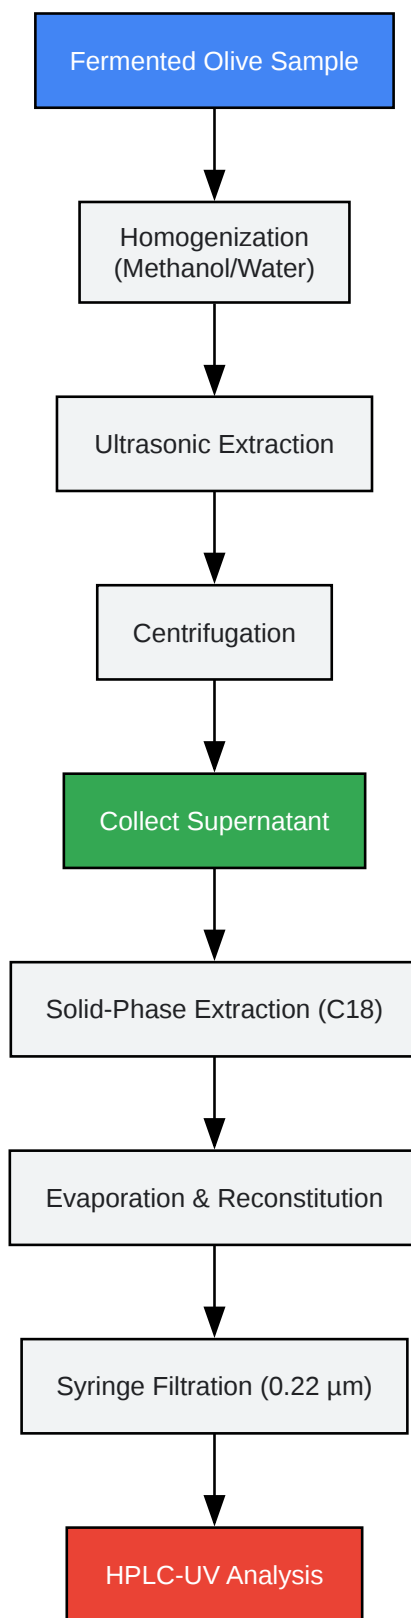 Fermented Olive Sample
Homogenization
(Methanol/Water)
Ultrasonic Extraction
Centrifugation
Collect Supernatant
Solid-Phase Extraction (C18)
Evaporation & Reconstitution
Syringe Filtration (0.22 µm)
HPLC-UV Analysis